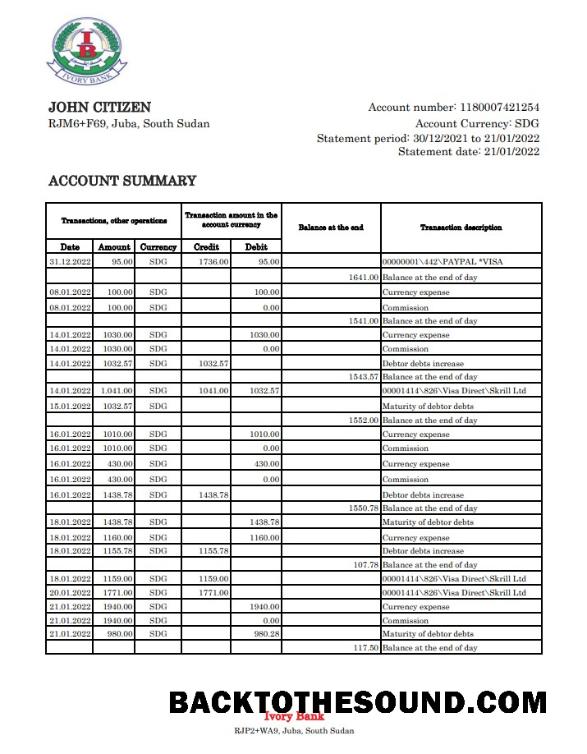 IB
IVORY BANK
JOHN CITIZEN
RJM6+F69, Juba, South Sudan
Account number: 1180007421254
Account Currency: SDG
Statement period: 30/12/2021 to 21/01/2022
Statement date: 21/01/2022
ACCOUNT SUMMARY
Transactions, other operations Transaction amount in the account currency Balance at the end Transaction description
Date Amount Currency Credit Debit
31.12.2022 95.00 SDG 1736.00 95.00 00000001\442\PAYPAL *VISA
1641.00 Balance at the end of day
08.01.2022 100.00 SDG 100.00 Currency expense
08.01.2022 100.00 SDG 0.00 Commission
1541.00 Balance at the end of day
14.01.2022 1030.00 SDG 1030.00 Currency expense
14.01.2022 1030.00 SDG 0.00 Commission
14.01.2022 1032.57 SDG 1032.57 Debtor debts increase
1543.57 Balance at the end of day
14.01.2022 1.041.00 SDG 1041.00 1032.57 00001414\826\Visa Direct\Skrill Ltd
15.01.2022 1032.57 SDG Maturity of debtor debts
1552.00 Balance at the end of day
16.01.2022 1010.00 SDG 1010.00 Currency expense
16.01.2022 1010.00 SDG 0.00 Commission
16.01.2022 430.00 SDG 430.00 Currency expense
16.01.2022 430.00 SDG 0.00 Commission
16.01.2022 1438.78 SDG 1438.78 Debtor debts increase
1550.78 Balance at the end of day
18.01.2022 1438.78 SDG 1438.78 Maturity of debtor debts
18.01.2022 1160.00 SDG 1160.00 Currency expense
18.01.2022 1155.78 SDG 1155.78 Debtor debts increase
107.78 Balance at the end of day
18.01.2022 1159.00 SDG 1159.00 00001414\826\Visa Direct\Skrill Ltd
20.01.2022 1771.00 SDG 1771.00 00001414\826\Visa Direct\Skrill Ltd
21.01.2022 1940.00 SDG 1940.00 Currency expense
21.01.2022 1940.00 SDG 0.00 Commission
21.01.2022 980.00 SDG 980.28 Maturity of debtor debts
117.50 Balance at the end of day
BACKTOTHESOUND.COM
Ivory Bank
RJP2+WA9, Juba, South Sudan